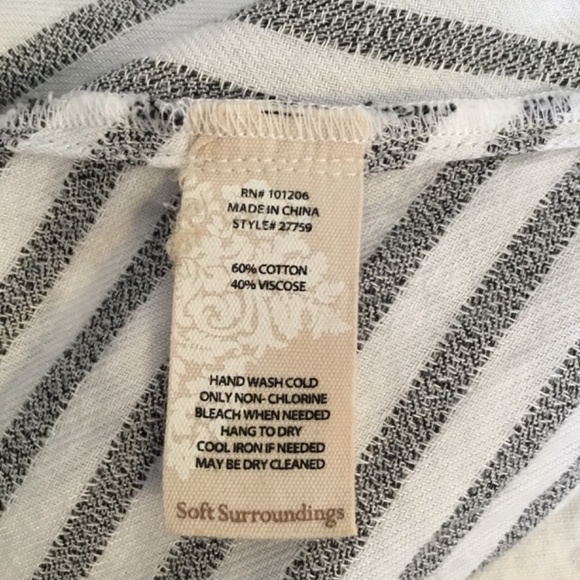 RN# 101206
MADE IN CHINA
STYLE# 27759
60% COTTON
40% VISCOSE
HAND WASH COLD
ONLY NON- CHLORINE
BLEACH WHEN NEEDED
HANG TO DRY
COOL IRON IF NEEDED
MAY BE DRY CLEANED
Soft Surroundings